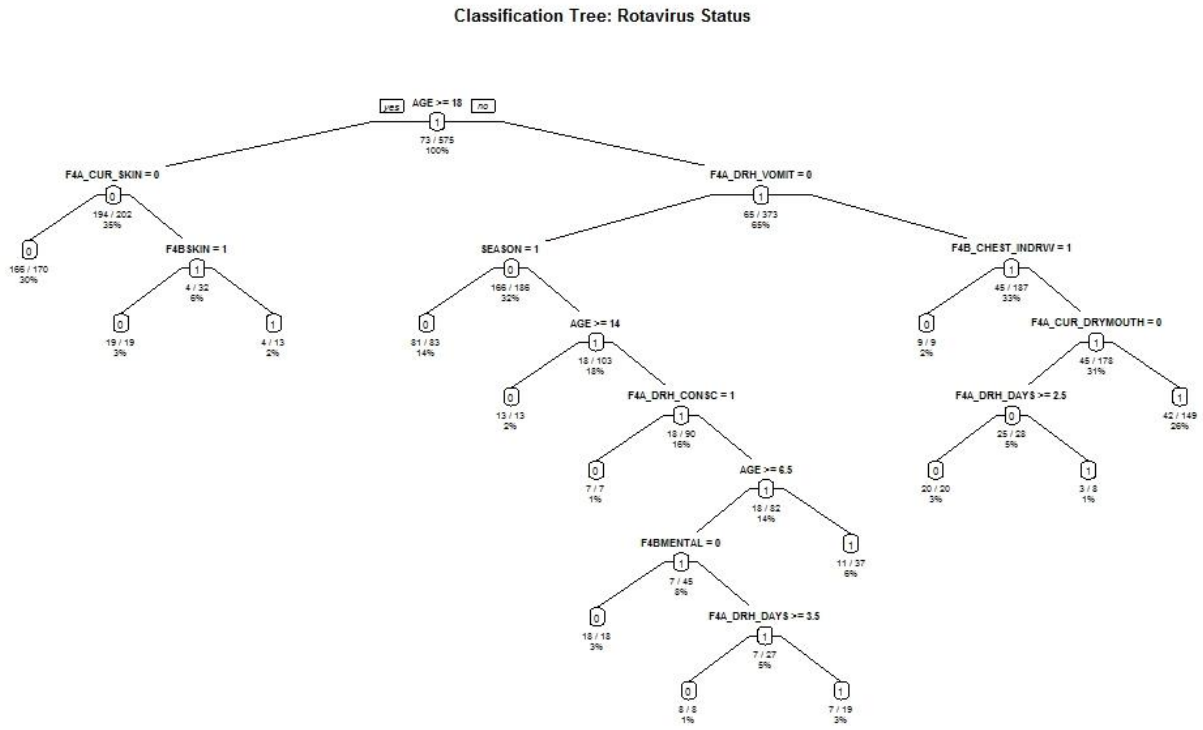 Classification Tree: Rotavirus Status
yes AGE >= 18 no
1
73 / 575
100%
F4A_CUR_SKIN = 0
0
194 / 202
35%
F4A_DRH_VOMIT = 0
1
65 / 373
65%
0
166 / 170
30%
F4BSKIN = 1
1
4 / 32
6%
SEASON = 1
0
166 / 186
32%
F4B_CHEST_INDRW = 1
1
45 / 187
33%
0
19 / 19
3%
1
4 / 13
2%
0
81 / 83
14%
AGE >= 14
1
18 / 103
18%
0
9 / 9
2%
F4A_CUR_DRYMOUTH = 0
1
45 / 178
31%
0
13 / 13
2%
F4A_DRH_CONSC = 1
1
18 / 90
16%
F4A_DRH_DAYS >= 2.5
0
25 / 28
5%
1
42 / 149
26%
0
7 / 7
1%
AGE >= 6.5
1
18 / 82
14%
0
20 / 20
3%
1
3 / 8
1%
F4BMENTAL = 0
1
7 / 45
8%
1
11 / 37
6%
0
18 / 18
3%
F4A_DRH_DAYS >= 3.5
1
7 / 27
5%
0
8 / 8
1%
1
7 / 19
3%